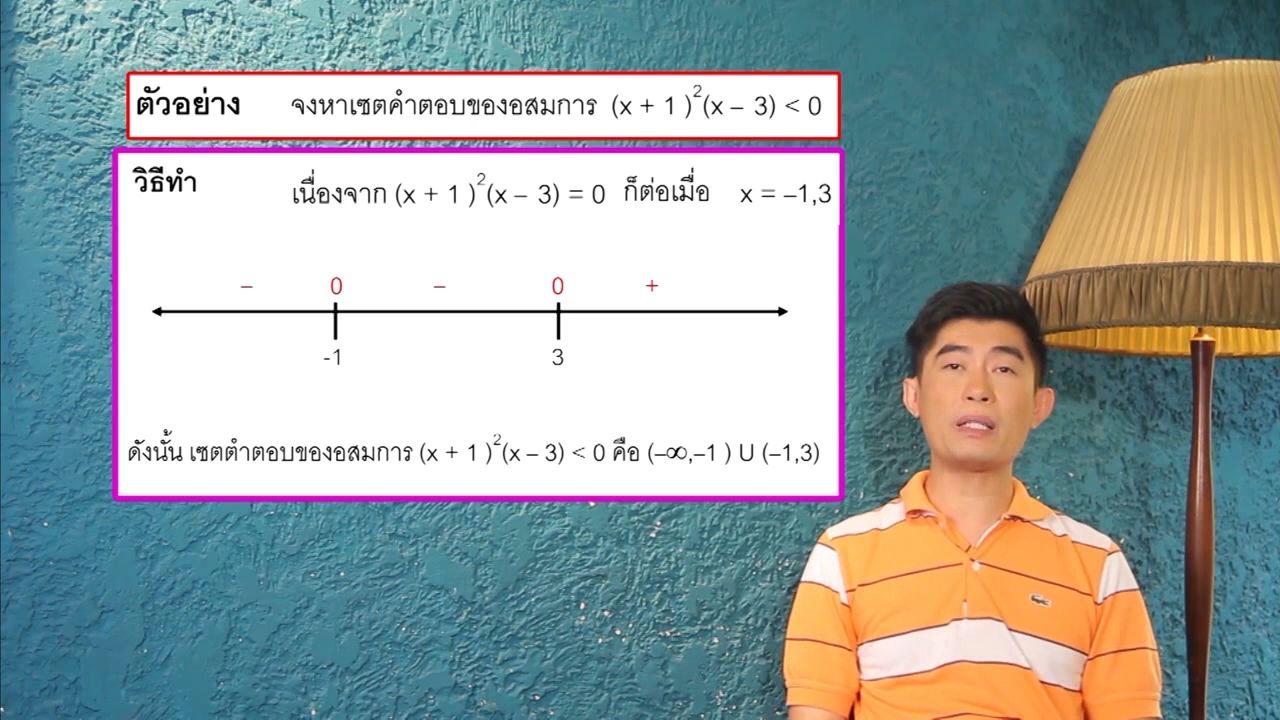 ตัวอย่าง จงหาเซตคำตอบของอสมการ (x + 1 )²(x – 3) < 0
วิธีทำ เนื่องจาก (x + 1 )²(x – 3) = 0 ก็ต่อเมื่อ x = –1,3
– 0 – 0 +
-1 3
ดังนั้น เซตตำตอบของอสมการ (x + 1 )²(x – 3) < 0 คือ (–∞,–1 ) U (–1,3)